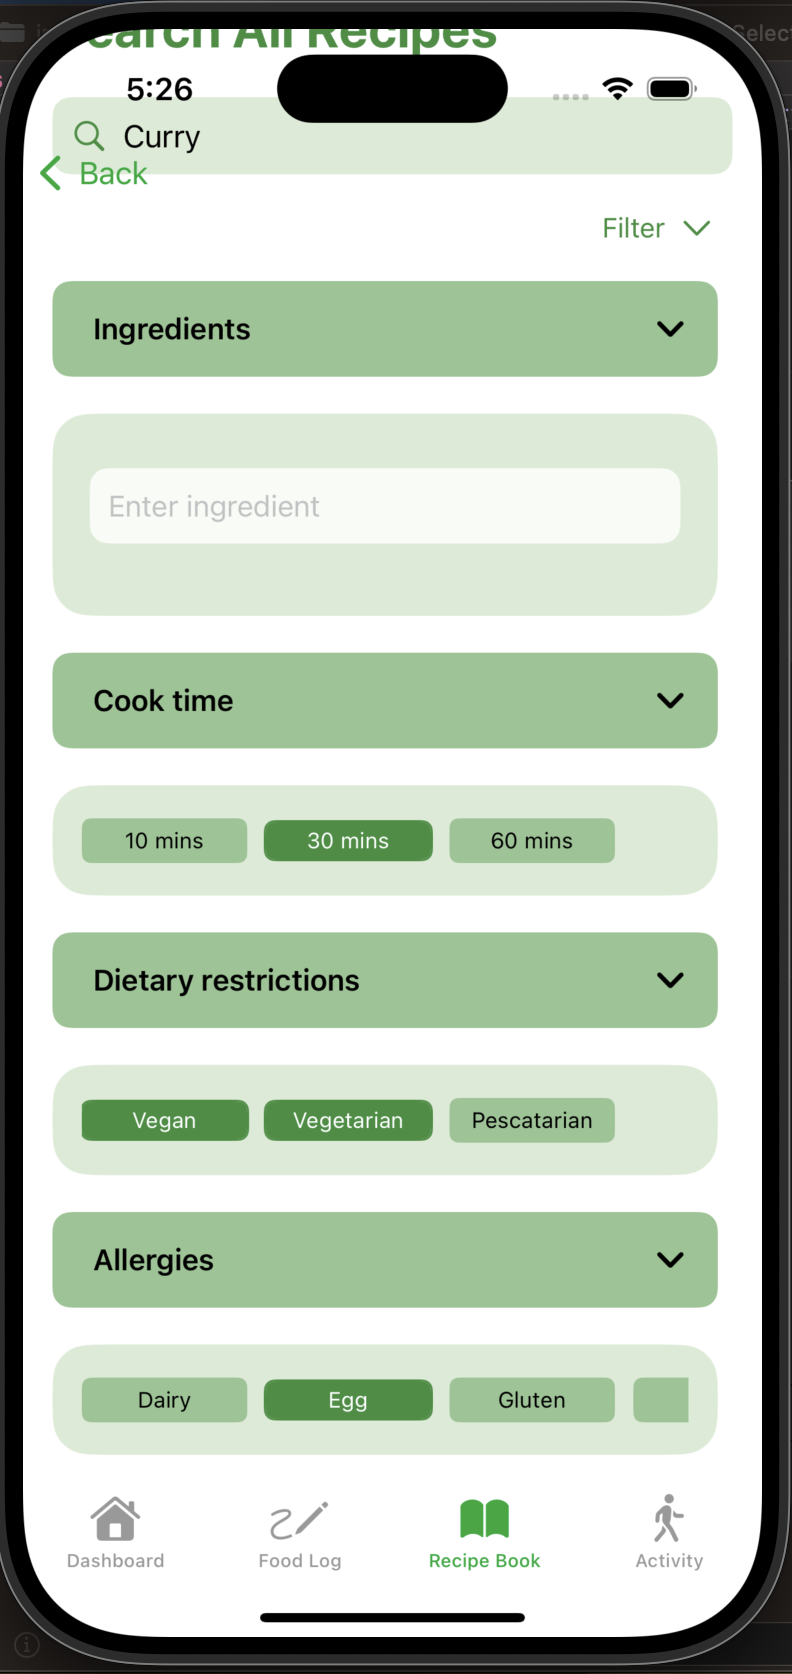 earch All Recipes
5:26
Curry
Back
Filter
Ingredients
Enter ingredient
Cook time
10 mins 30 mins 60 mins
Dietary restrictions
Vegan Vegetarian Pescatarian
Allergies
Dairy Egg Gluten
Dashboard Food Log Recipe Book Activity